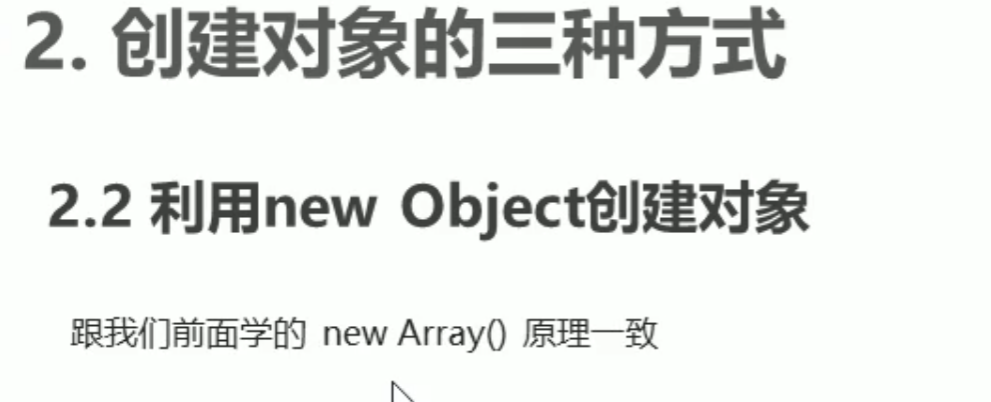 2. 创建对象的三种方式
2.2 利用new Object创建对象
跟我们前面学的 new Array() 原理一致